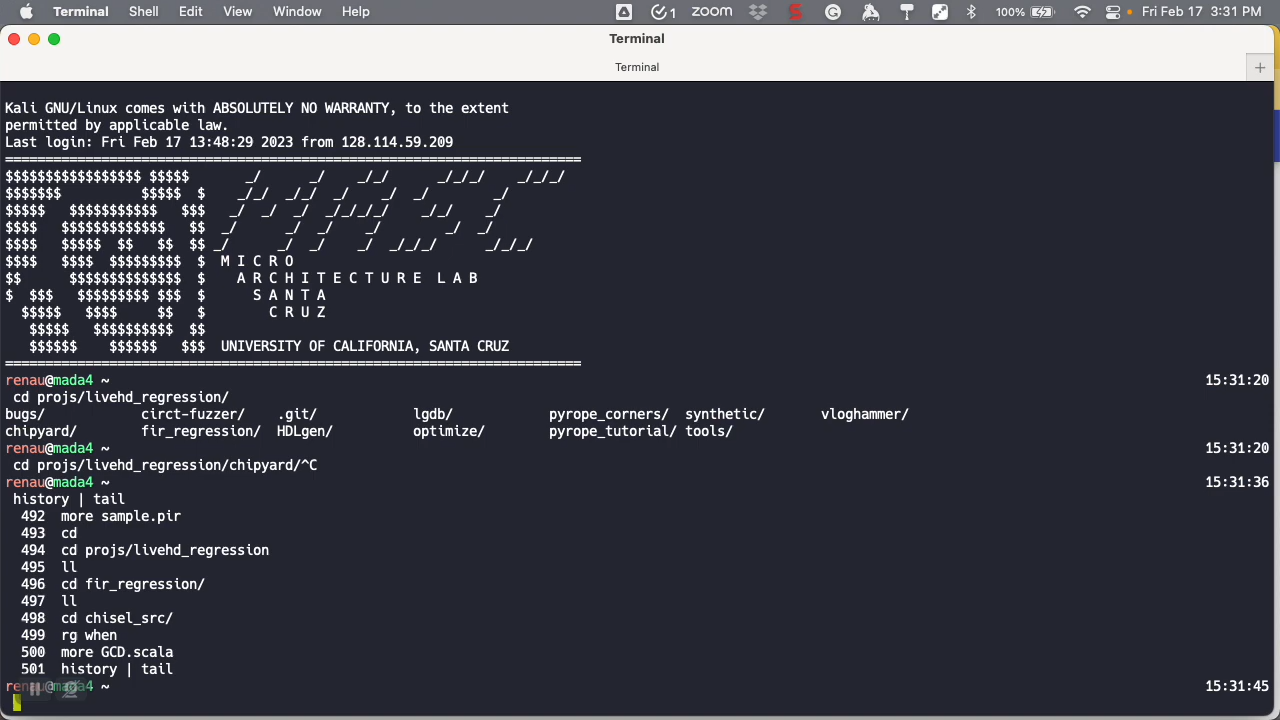 Terminal Shell Edit View Window Help 1 zoom S G 100% Fri Feb 17 3:31 PM
Terminal
Terminal +
Kali GNU/Linux comes with ABSOLUTELY NO WARRANTY, to the extent
permitted by applicable law.
Last login: Fri Feb 17 13:48:29 2023 from 128.114.59.209
========================================================================
$$$$$$$$$$$$$$$$$ $$$$$       _/      _/    _/_/      _/_/_/    _/_/_/
$$$$$$$          $$$$$  $    _/_/  _/_/  _/    _/  _/        _/
$$$$$   $$$$$$$$$$$   $$$   _/  _/  _/  _/_/_/_/    _/_/    _/
$$$$   $$$$$$$$$$$$$   $$  _/      _/  _/    _/        _/  _/
$$$$   $$$$$  $$   $$  $$ _/      _/  _/    _/  _/_/_/      _/_/_/
$$$$   $$$$  $$$$$$$$$  $  M I C R O
$$      $$$$$$$$$$$$$$  $    A R C H I T E C T U R E  L A B
$  $$$   $$$$$$$$$ $$$  $      S A N T A
  $$$$$   $$$$     $$   $        C R U Z
   $$$$$   $$$$$$$$$$  $$
   $$$$$$    $$$$$$   $$$  UNIVERSITY OF CALIFORNIA, SANTA CRUZ
========================================================================
renau@mada4 ~ 15:31:20
cd projs/livehd_regression/
bugs/ circt-fuzzer/ .git/ lgdb/ pyrope_corners/ synthetic/ vloghammer/
chipyard/ fir_regression/ HDLgen/ optimize/ pyrope_tutorial/ tools/
renau@mada4 ~ 15:31:20
cd projs/livehd_regression/chipyard/^C
renau@mada4 ~ 15:31:36
history | tail
492 more sample.pir
493 cd
494 cd projs/livehd_regression
495 ll
496 cd fir_regression/
497 ll
498 cd chisel_src/
499 rg when
500 more GCD.scala
501 history | tail
renau@mada4 ~ 15:31:45